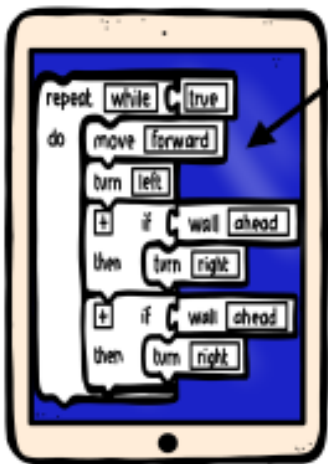 repeat while true
do move forward
turn left
+ if wall ahead
then turn right
+ if wall ahead
then turn right